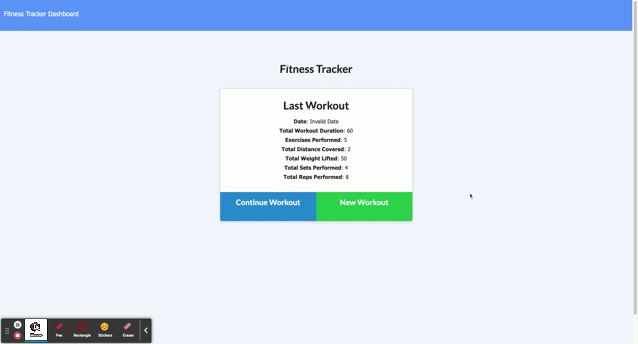 Fitness Tracker Dashboard
Fitness Tracker
Last Workout
Date: Invalid Date
Total Workout Duration: 60
Exercises Performed: 5
Total Distance Covered: 2
Total Weight Lifted: 50
Total Sets Performed: 4
Total Reps Performed: 8
Continue Workout New Workout
Pen Rectangle Stickers Eraser